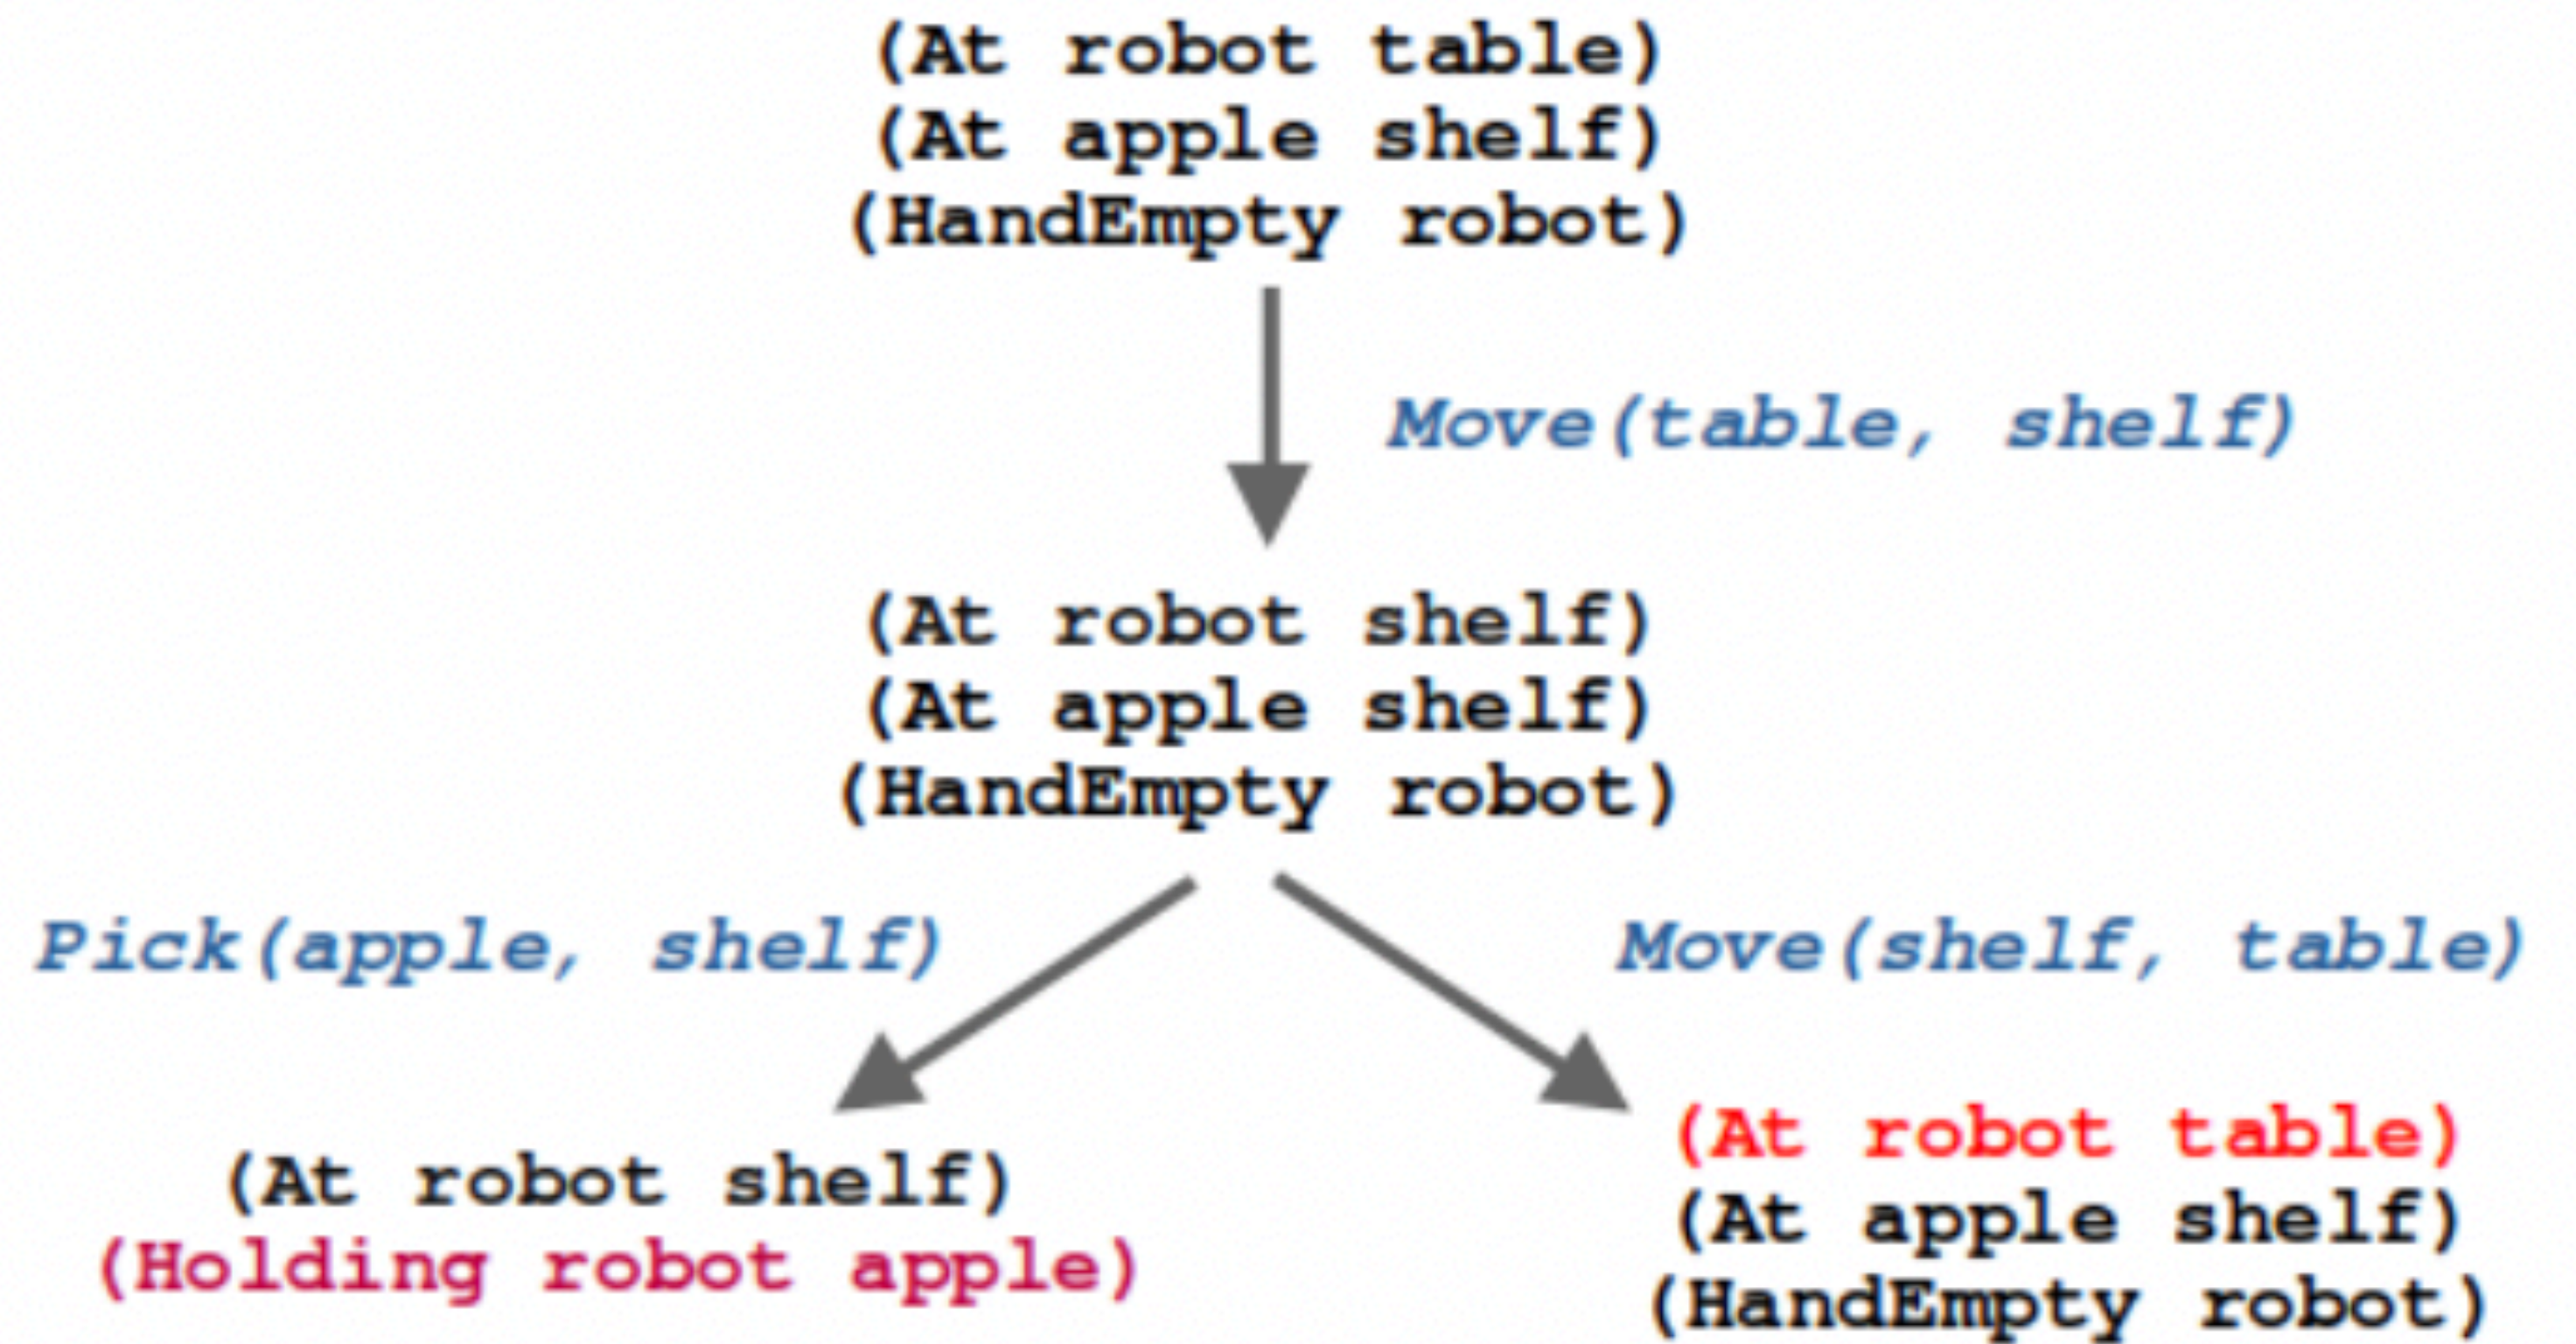 (At robot table)
(At apple shelf)
(HandEmpty robot)
Move(table, shelf)
(At robot shelf)
(At apple shelf)
(HandEmpty robot)
Pick(apple, shelf)
Move(shelf, table)
(At robot shelf)
(Holding robot apple)
(At robot table)
(At apple shelf)
(HandEmpty robot)